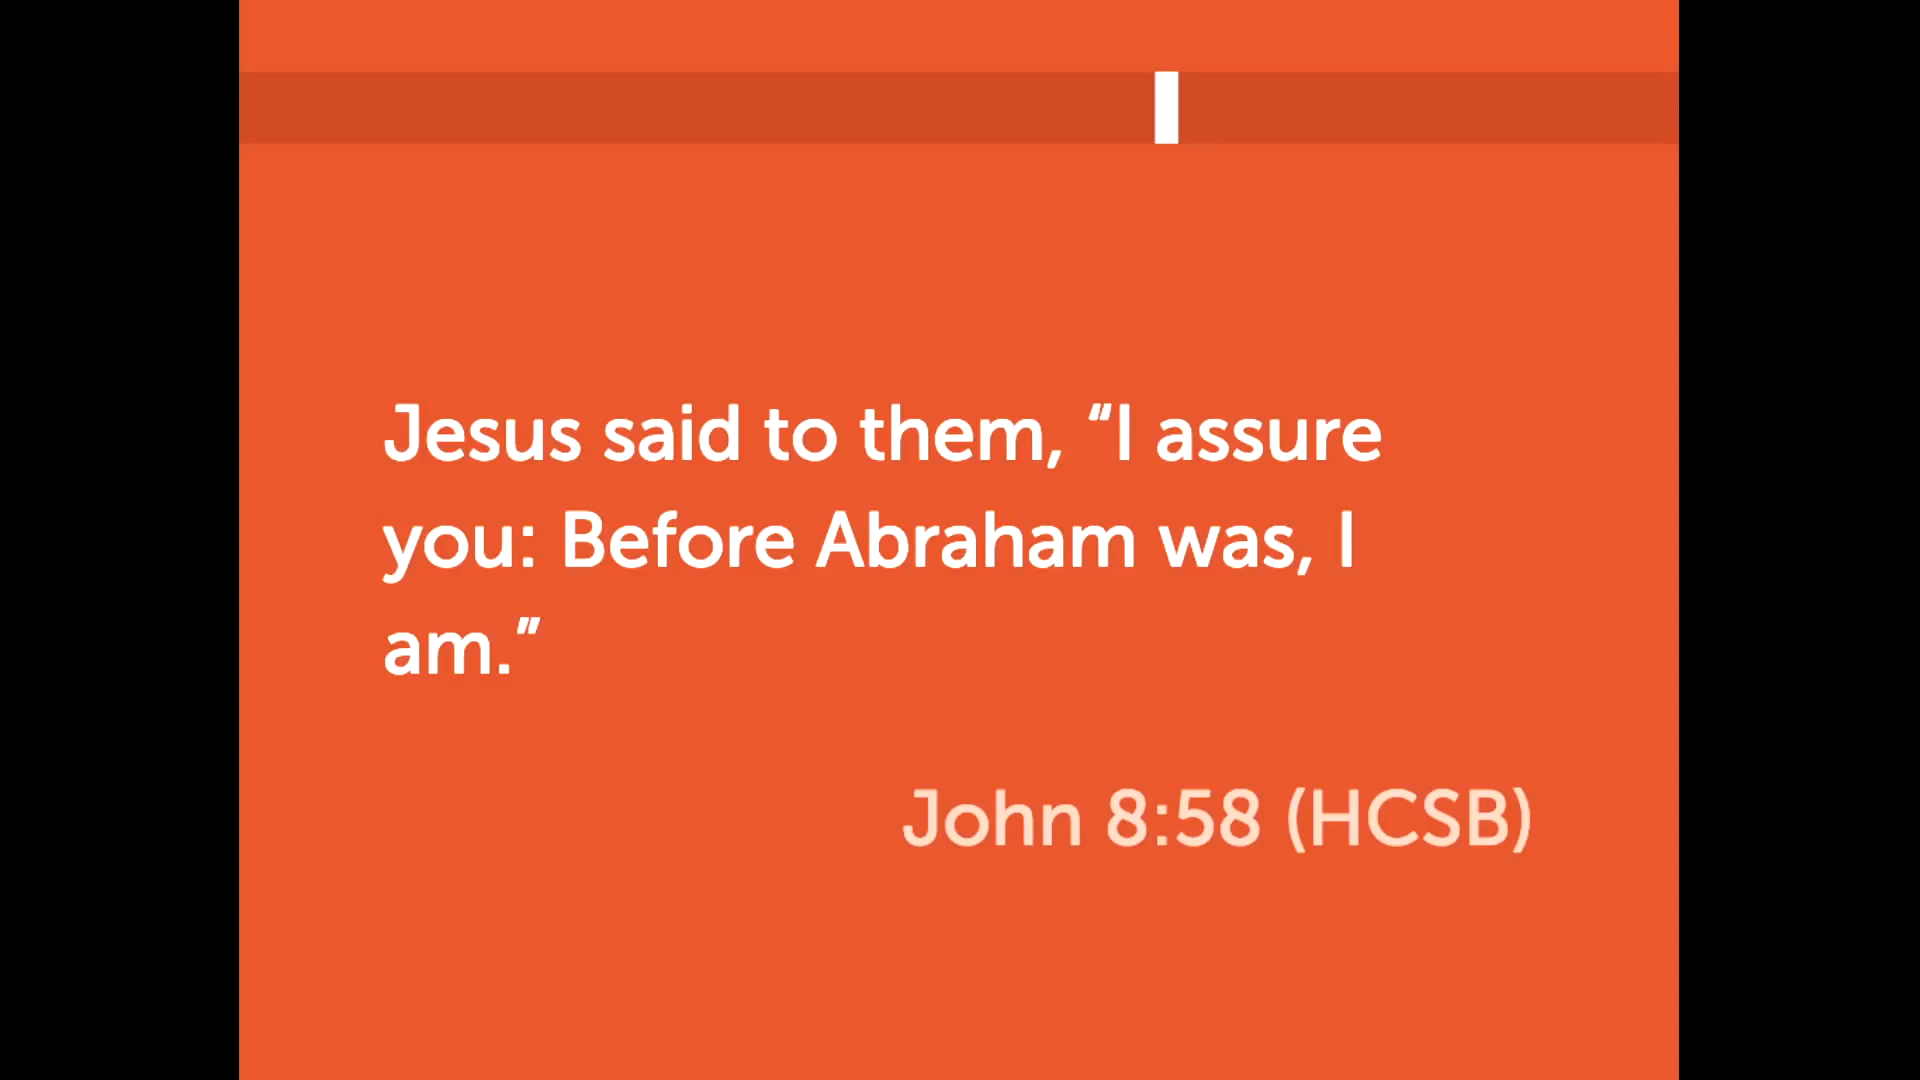 Jesus said to them, “I assure
you: Before Abraham was, I
am.”
John 8:58 (HCSB)